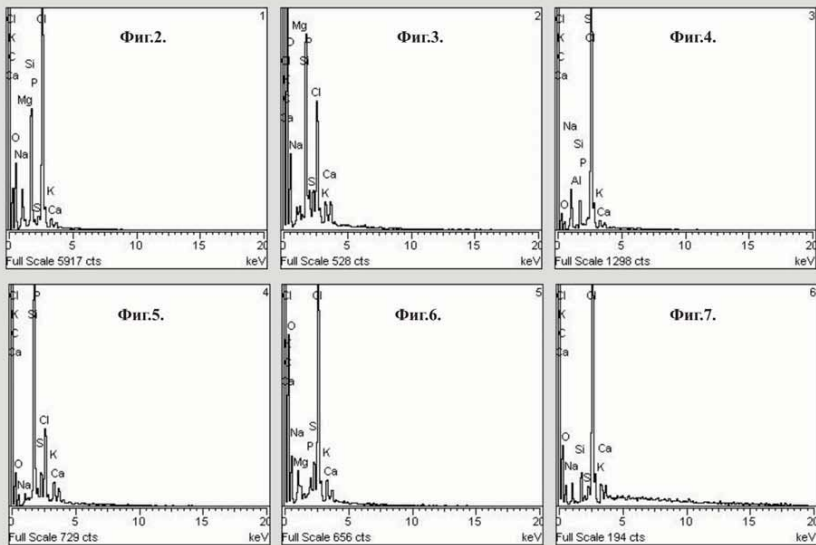 1
Фиг.2.
Cl
Cl
K
C
Ca
Si
P
Mg
O
Na
S
K
Ca
0 5 10 15 20
Full Scale 5917 cts keV
2
Фиг.3.
Mg
Cl
O
P
K
Si
C
Ca
Cl
Na
S
Ca
K
0 5 10 15 20
Full Scale 528 cts keV
3
Фиг.4.
Cl
S
K
Cl
C
Ca
Na
Si
P
Al
O
K
Ca
0 5 10 15 20
Full Scale 1298 cts keV
4
Фиг.5.
Cl
P
K
Si
C
Ca
Cl
S
K
O
Ca
Na
0 5 10 15 20
Full Scale 729 cts keV
5
Фиг.6.
Cl
Cl
O
K
C
Ca
Na
S
P
K
Mg
Ca
0 5 10 15 20
Full Scale 656 cts keV
6
Фиг.7.
Cl
Cl
K
C
Ca
O
Si
Ca
Na
S
K
0 5 10 15 20
Full Scale 194 cts keV